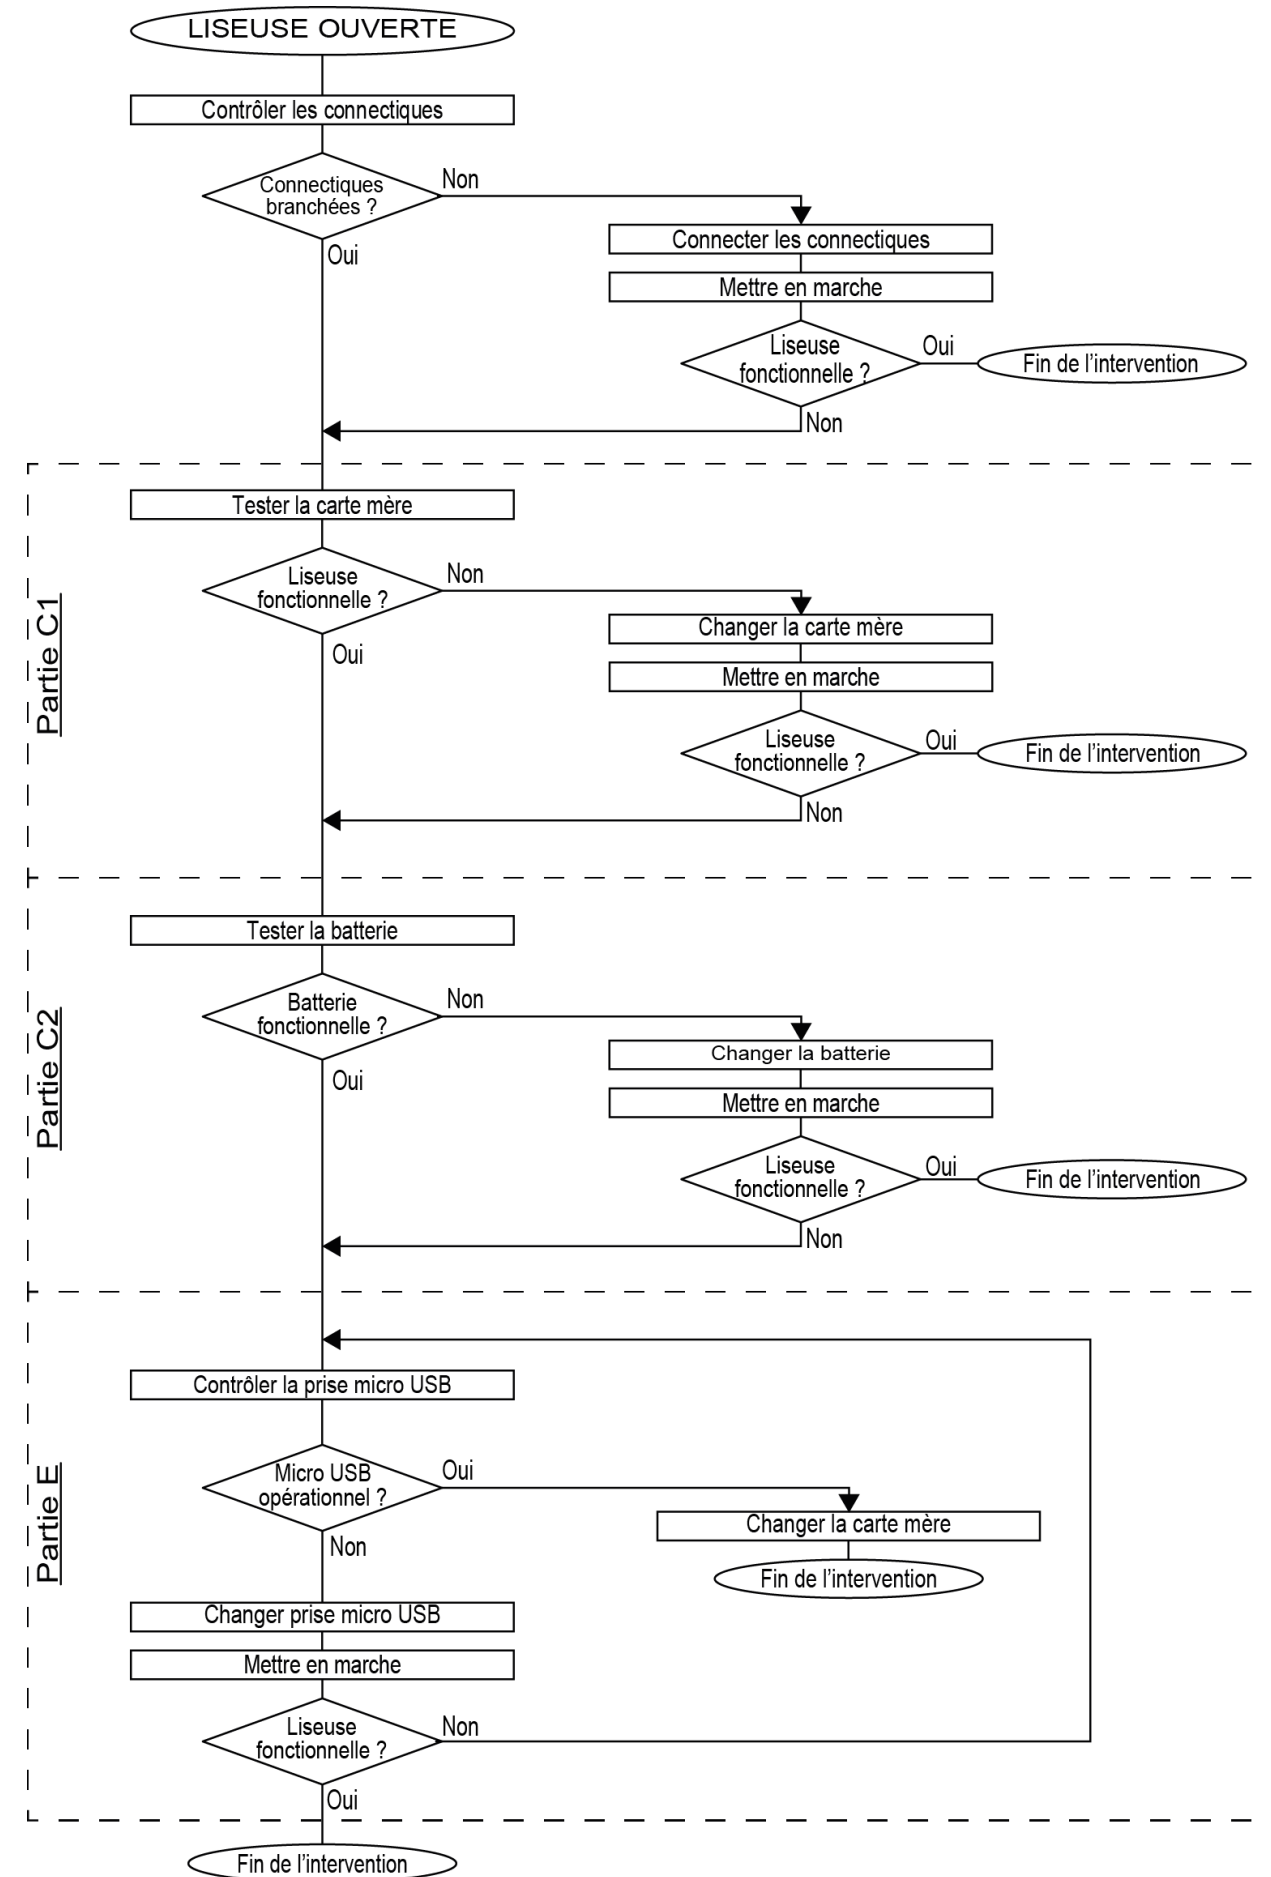 LISEUSE OUVERTE
Contrôler les connectiques
Connectiques
branchées ?
Non
Oui
Connecter les connectiques
Mettre en marche
Liseuse
fonctionnelle ?
Oui
Fin de l'intervention
Non
Partie C1
Tester la carte mère
Liseuse
fonctionnelle ?
Non
Oui
Changer la carte mère
Mettre en marche
Liseuse
fonctionnelle ?
Oui
Fin de l'intervention
Non
Partie C2
Tester la batterie
Batterie
fonctionnelle ?
Non
Oui
Changer la batterie
Mettre en marche
Liseuse
fonctionnelle ?
Oui
Fin de l'intervention
Non
Partie E
Contrôler la prise micro USB
Micro USB
opérationnel ?
Oui
Non
Changer la carte mère
Fin de l'intervention
Changer prise micro USB
Mettre en marche
Liseuse
fonctionnelle ?
Non
Oui
Fin de l'intervention